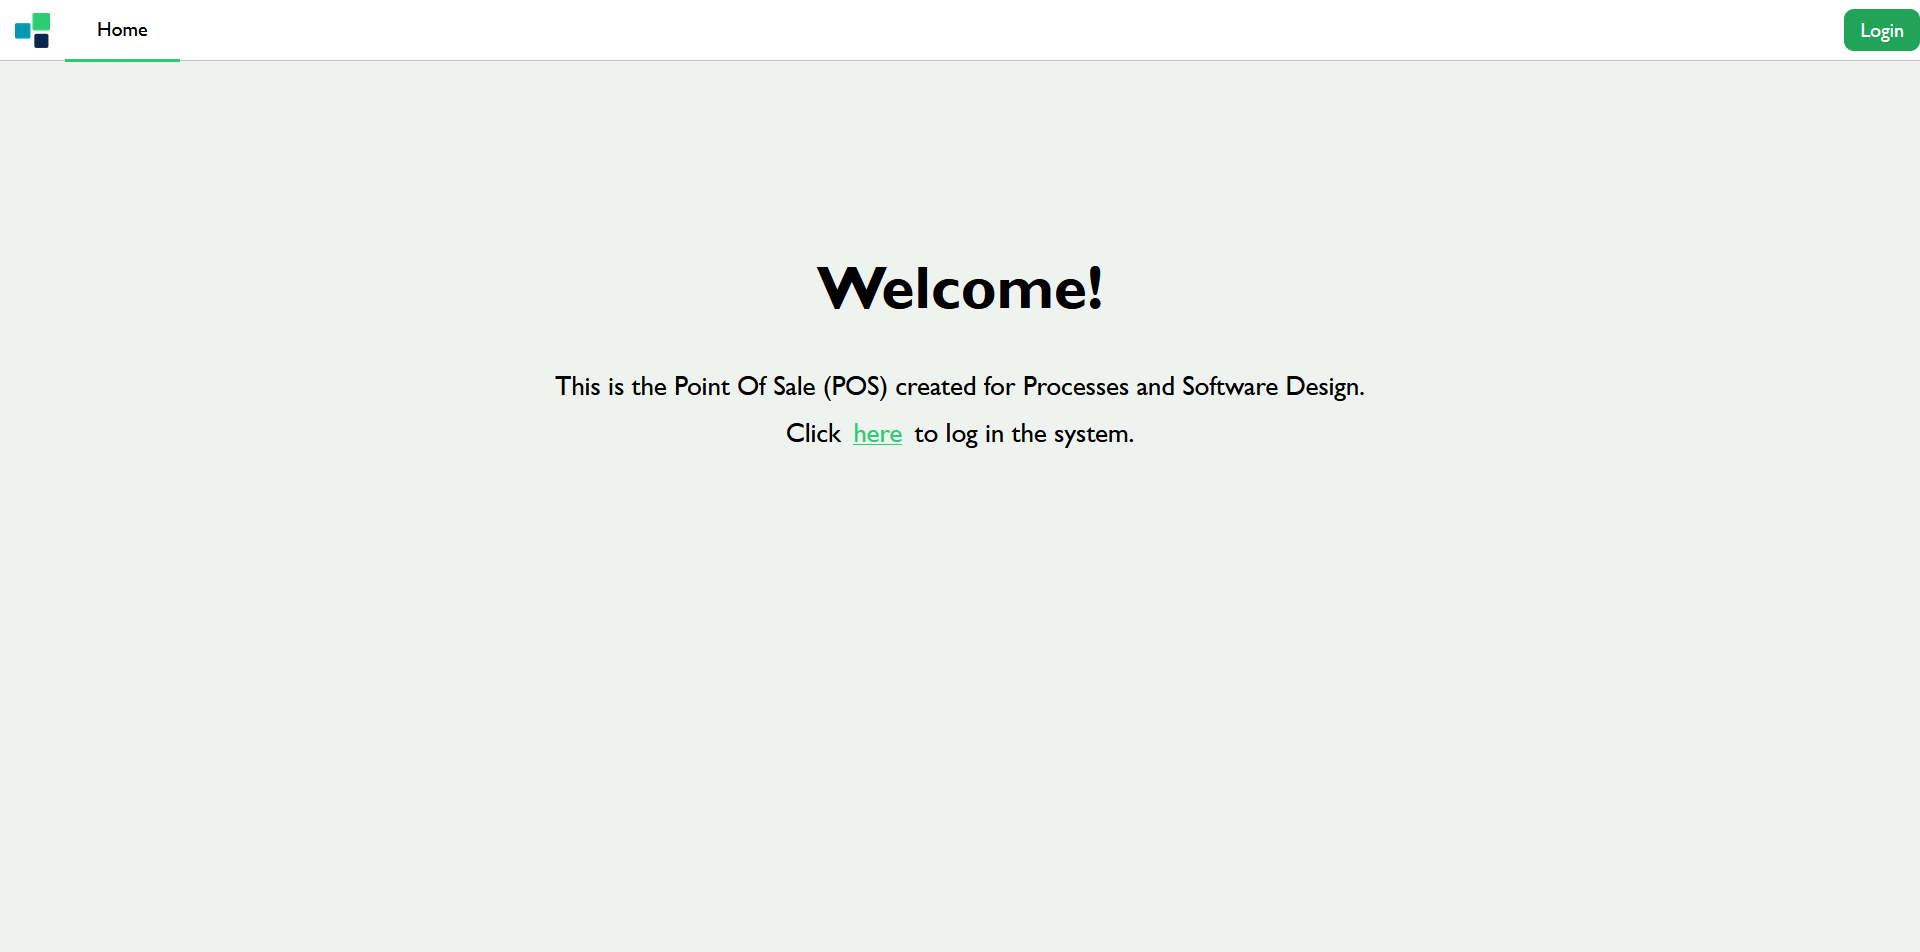 Home
Login
Welcome!
This is the Point Of Sale (POS) created for Processes and Software Design.
Click here to log in the system.